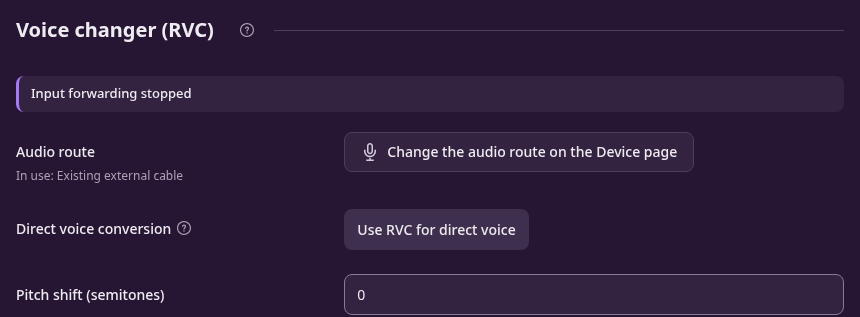 Voice changer (RVC)
Input forwarding stopped
Audio route
Change the audio route on the Device page
In use: Existing external cable
Direct voice conversion
Use RVC for direct voice
Pitch shift (semitones)
0